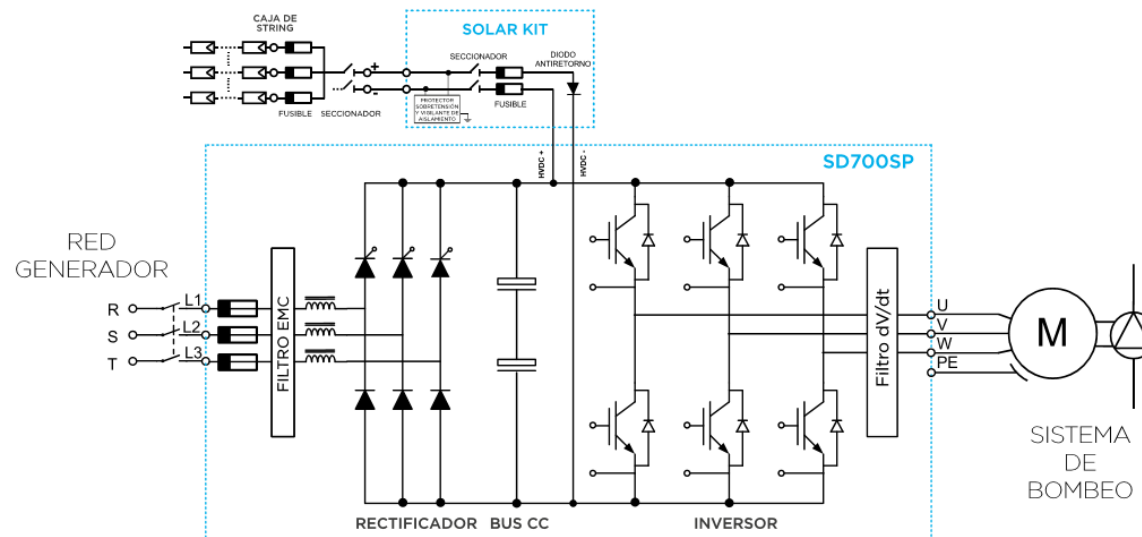 CAJA DE
STRING
SOLAR KIT
SECCIONADOR
DIODO
ANTIRETORNO
+
-
FUSIBLE
SECCIONADOR
PROTECTOR
SOBRETENSIÓN
Y VIGILANTE DE
AISLAMIENTO
FUSIBLE
HVDC +
HVDC -
SD700SP
RED
GENERADOR
R
L1
S
L2
T
L3
FILTRO EMC
Filtro dV/dt
U
V
W
PE
M
SISTEMA
DE
BOMBEO
RECTIFICADOR
BUS CC
INVERSOR